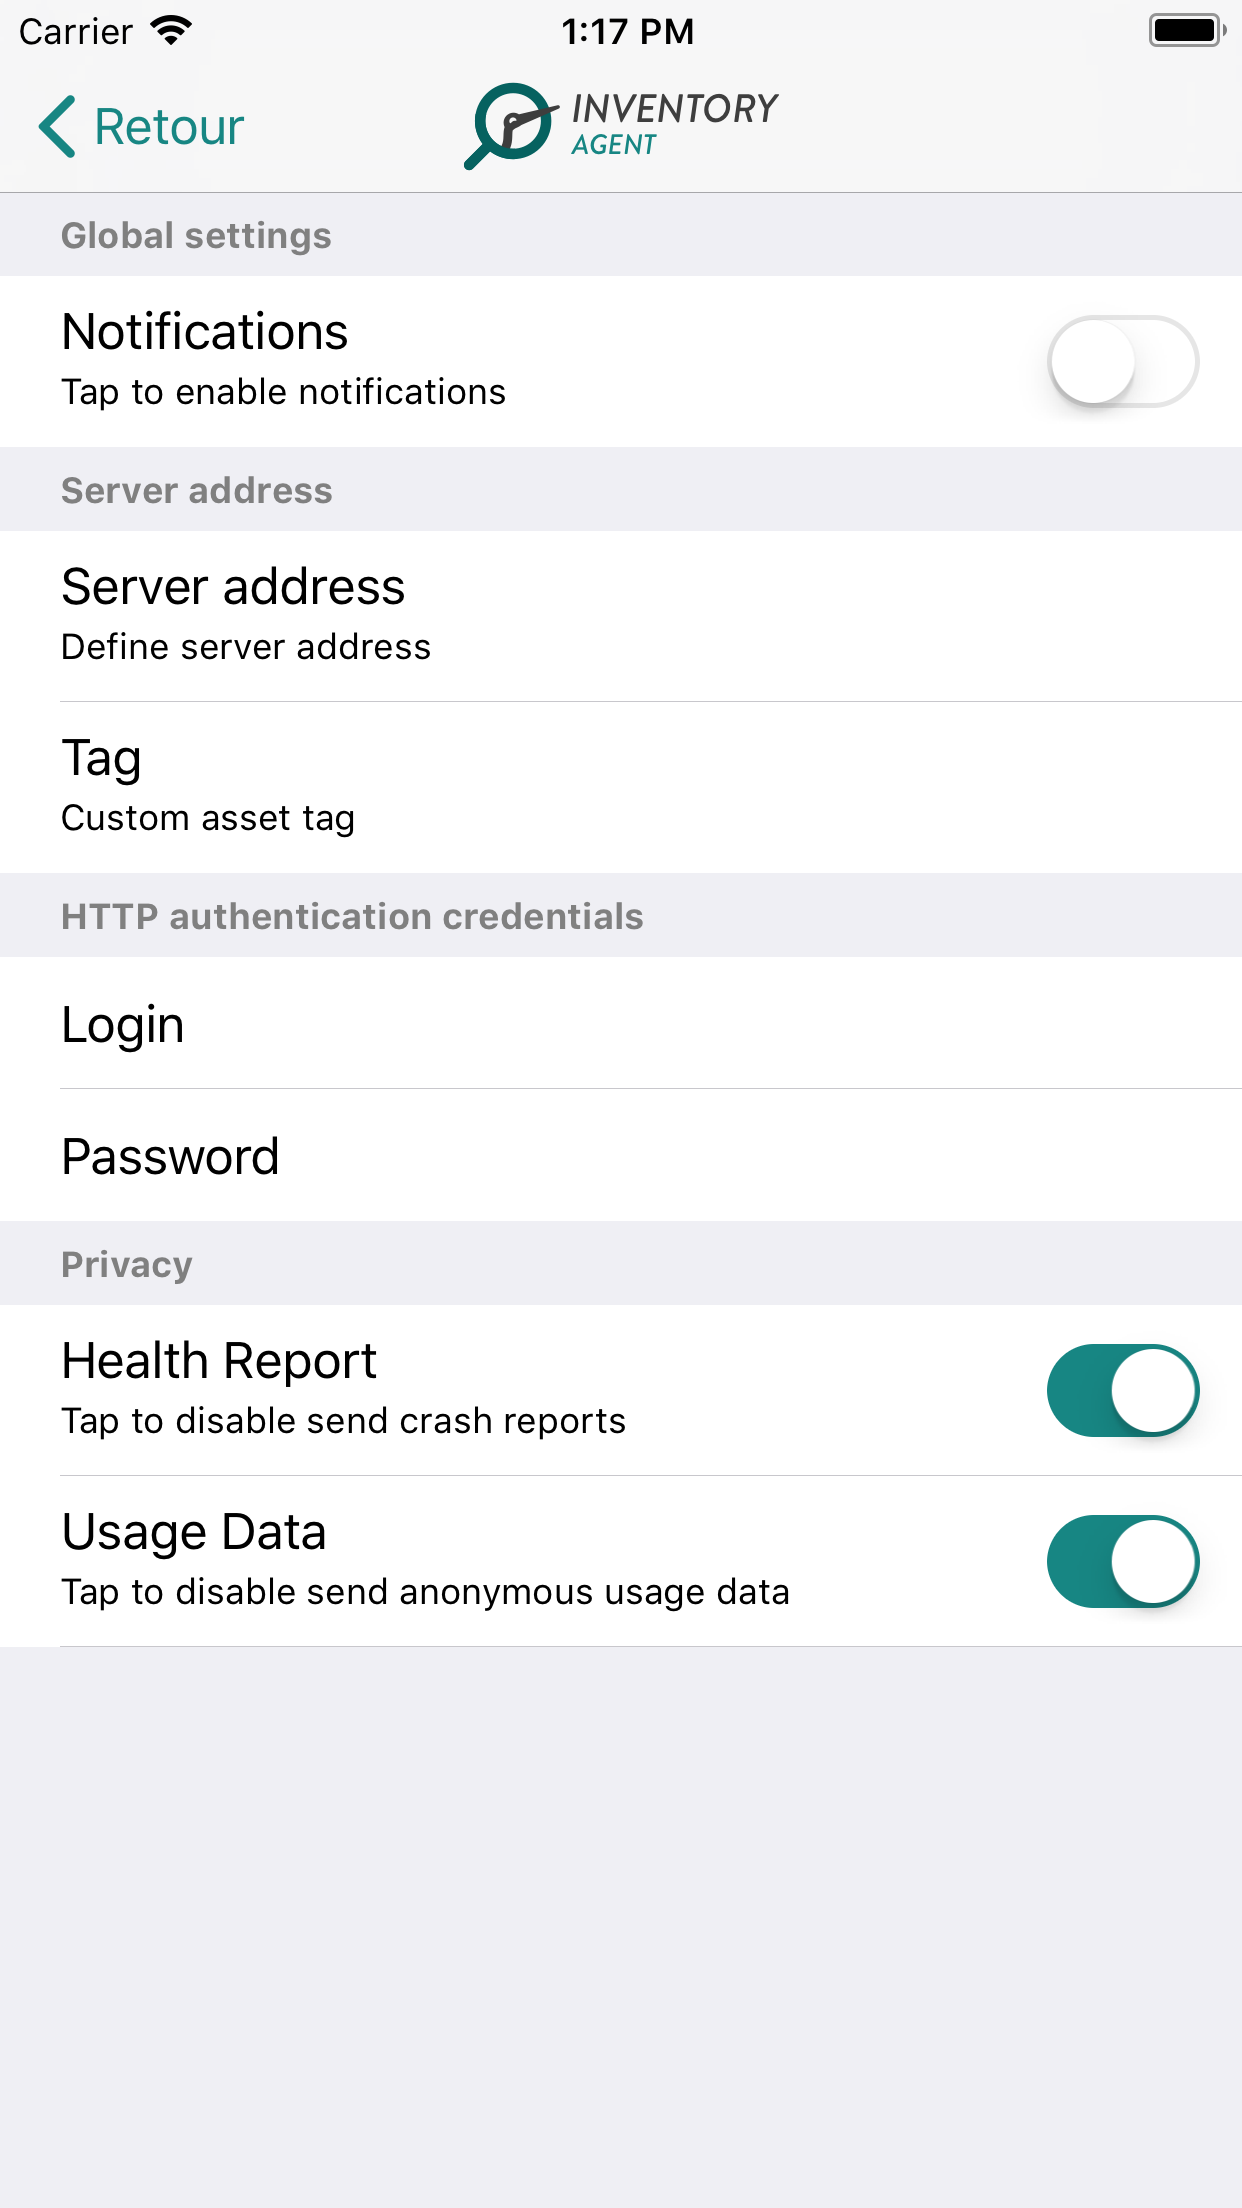 Carrier 1:17 PM
Retour
INVENTORY
AGENT
Global settings
Notifications
Tap to enable notifications
Server address
Server address
Define server address
Tag
Custom asset tag
HTTP authentication credentials
Login
Password
Privacy
Health Report
Tap to disable send crash reports
Usage Data
Tap to disable send anonymous usage data